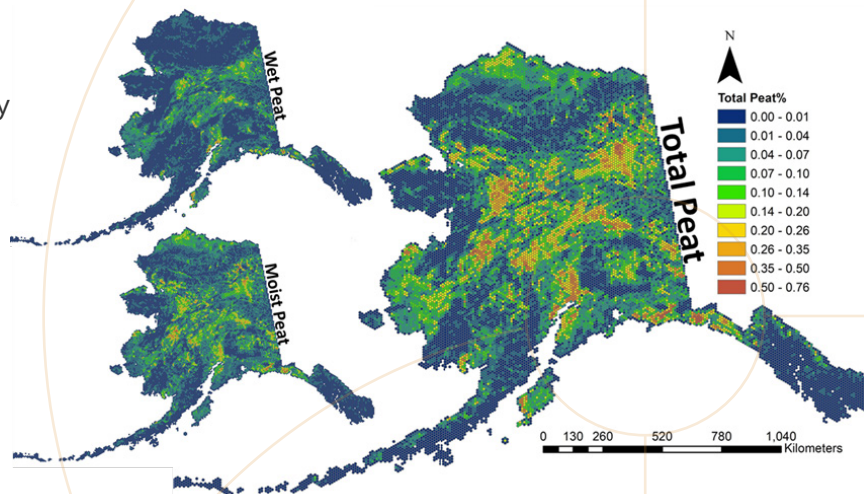 y
Wet Peat
Moist Peat
Total Peat
N
Total Peat%
0.00 - 0.01
0.01 - 0.04
0.04 - 0.07
0.07 - 0.10
0.10 - 0.14
0.14 - 0.20
0.20 - 0.26
0.26 - 0.35
0.35 - 0.50
0.50 - 0.76
0 130 260 520 780 1,040
Kilometers